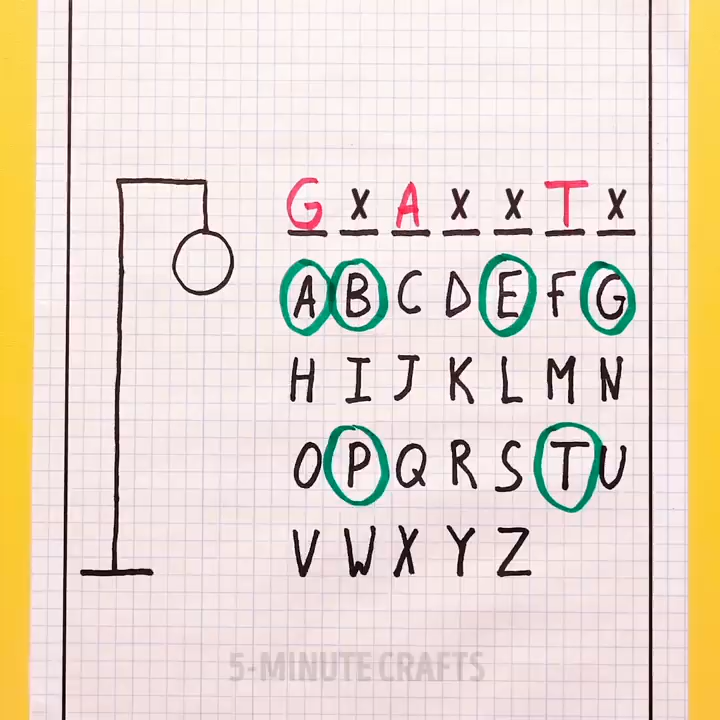 G x A x x T x
A B C D E F G
H I J K L M N
O P Q R S T U
V W X Y Z
5-MINUTE CRAFTS